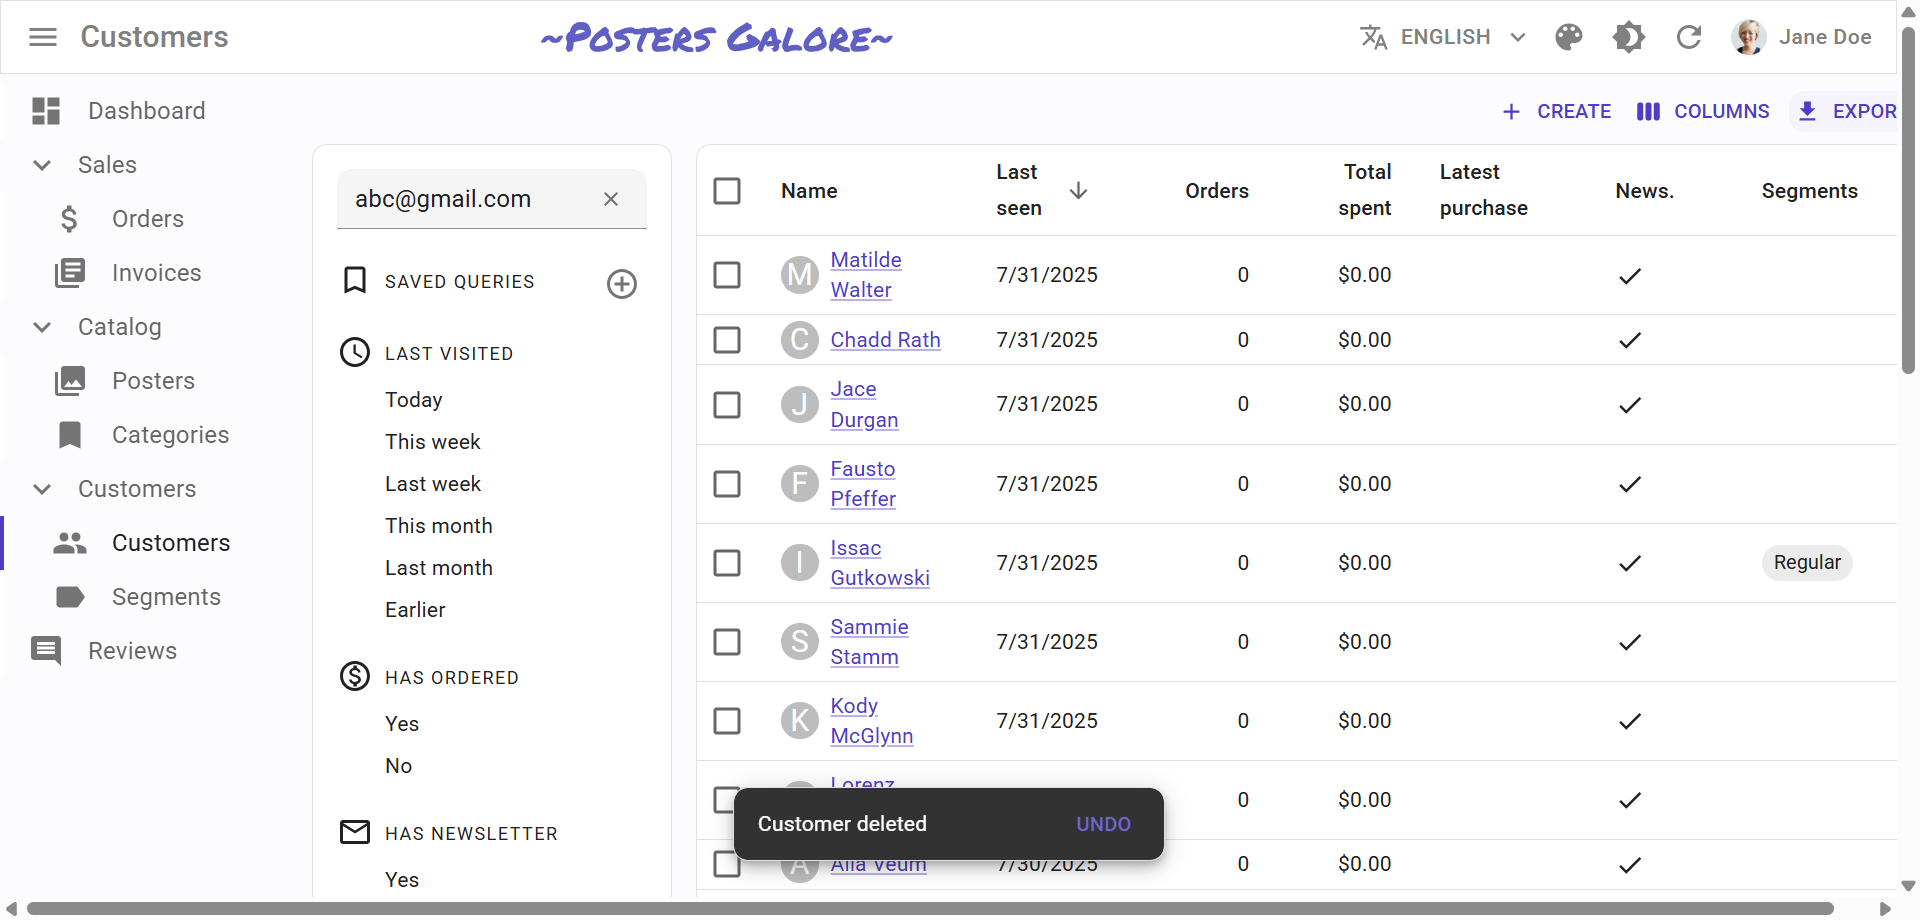 Customers
~Posters Galore~
ENGLISH
Jane Doe
Dashboard
Sales
Orders
Invoices
Catalog
Posters
Categories
Customers
Customers
Segments
Reviews
CREATE
COLUMNS
EXPOR
abc@gmail.com
SAVED QUERIES
LAST VISITED
Today
This week
Last week
This month
Last month
Earlier
HAS ORDERED
Yes
No
HAS NEWSLETTER
Yes
Name
Last seen
Orders
Total spent
Latest purchase
News.
Segments
M Matilde Walter 7/31/2025 0 $0.00
C Chadd Rath 7/31/2025 0 $0.00
J Jace Durgan 7/31/2025 0 $0.00
F Fausto Pfeffer 7/31/2025 0 $0.00
I Issac Gutkowski 7/31/2025 0 $0.00 Regular
S Sammie Stamm 7/31/2025 0 $0.00
K Kody McGlynn 7/31/2025 0 $0.00
Lorenz 0 $0.00
Customer deleted UNDO
A Alla Veum 7/30/2025 0 $0.00